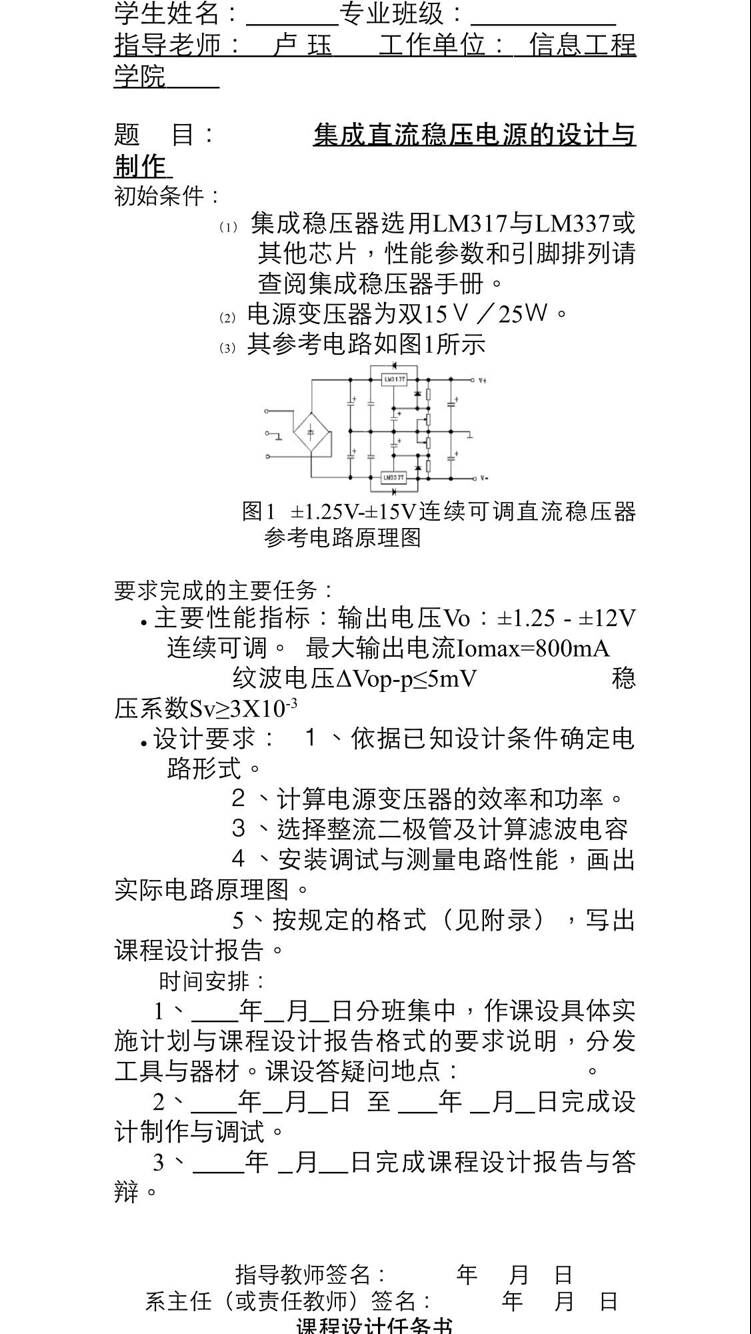 学生姓名：_______专业班级：___________
指导老师： 卢 珏 工作单位： 信息工程
学院____
题 目： 集成直流稳压电源的设计与
制作
初始条件：
⑴ 集成稳压器选用LM317与LM337或
其他芯片，性能参数和引脚排列请
查阅集成稳压器手册。
⑵ 电源变压器为双15Ｖ／25Ｗ。
⑶ 其参考电路如图1所示
LM317T
V+
LM337T
V-
图1 ±1.25V-±15V连续可调直流稳压器
参考电路原理图
要求完成的主要任务：
• 主要性能指标：输出电压Vo：±1.25 - ±12V
连续可调。 最大输出电流Iomax=800mA
纹波电压ΔVop-p≤5mV 稳
压系数Sv≥3X10⁻³
• 设计要求： １、依据已知设计条件确定电
路形式。
２、计算电源变压器的效率和功率。
３、选择整流二极管及计算滤波电容
４、安装调试与测量电路性能，画出
实际电路原理图。
5、按规定的格式（见附录），写出
课程设计报告。
时间安排：
1、____年__月__日分班集中，作课设具体实
施计划与课程设计报告格式的要求说明，分发
工具与器材。课设答疑问地点： 。
2、____年__月__日 至 ___年 __月__日完成设
计制作与调试。
3、____年 _月___日完成课程设计报告与答
辩。
指导教师签名： 年 月 日
系主任（或责任教师）签名： 年 月 日
课程设计任务书